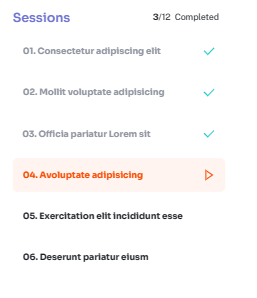 Sessions
3/12 Completed
01. Consectetur adipiscing elit
02. Mollit voluptate adipisicing
03. Officia pariatur Lorem sit
04. Avoluptate adipisicing
05. Exercitation elit incididunt esse
06. Deserunt pariatur eiusm